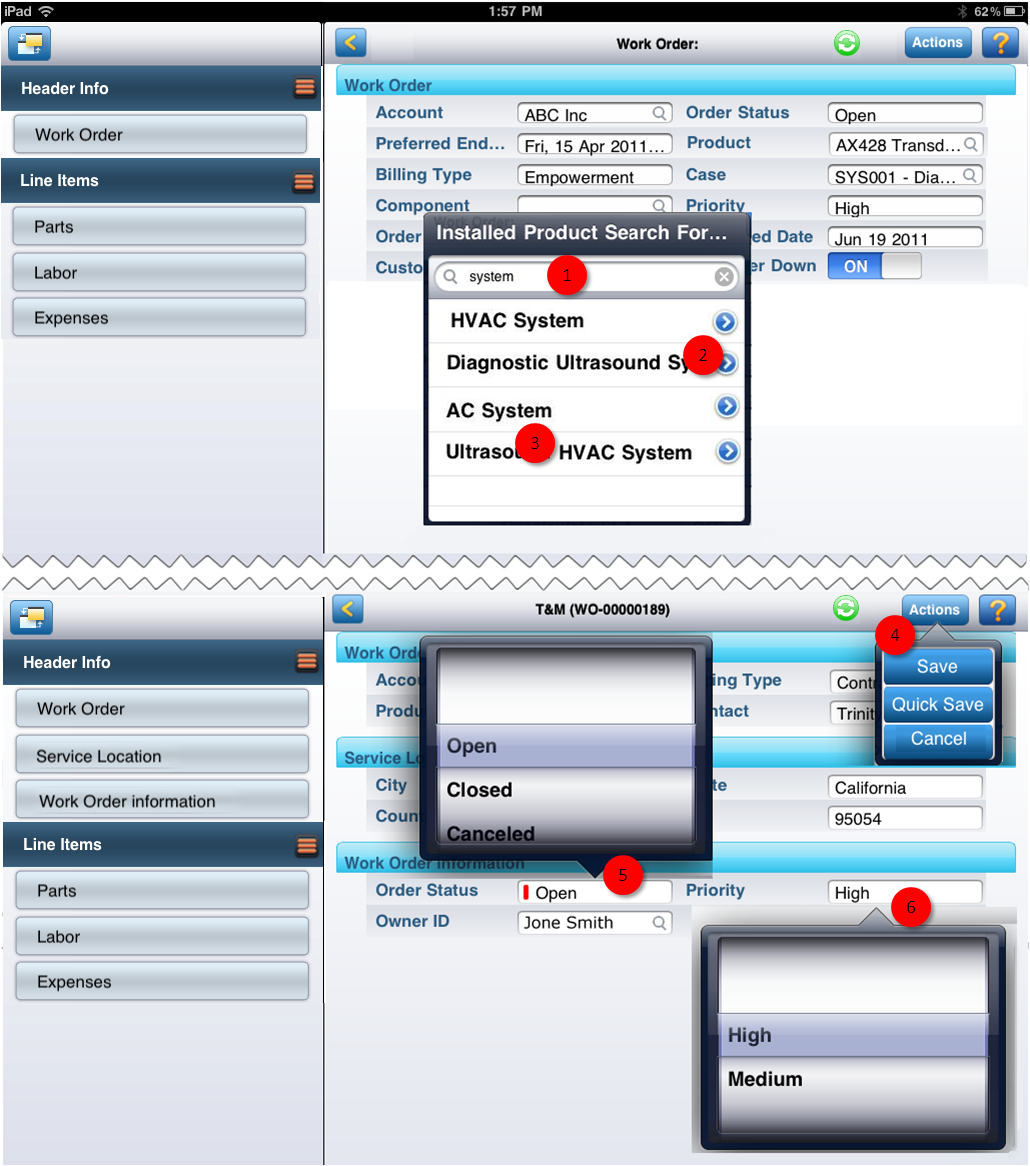 iPad 1:57 PM 62%
Work Order: Actions ?
Header Info
Work Order
Line Items
Parts
Labor
Expenses
Work Order
Account ABC Inc Order Status Open
Preferred End... Fri, 15 Apr 2011... Product AX428 Transd...
Billing Type Empowerment Case SYS001 - Dia...
Component Priority High
Order ed Date Jun 19 2011
Custo er Down ON
Work Order:
Installed Product Search For...
system 1
HVAC System
Diagnostic Ultrasound Sy 2
AC System
Ultraso 3 HVAC System
T&M (WO-00000189) Actions ?
Header Info
Work Order
Service Location
Work Order information
Line Items
Parts
Labor
Expenses
4
Save
Quick Save
Cancel
Work Orde
Accou ing Type Contr
Produ ntact Trinit
Service Lo
City te California
Coun 95054
Open
Closed
Canceled
Work Order Information
5
Order Status Open Priority High
6
Owner ID Jone Smith
High
Medium